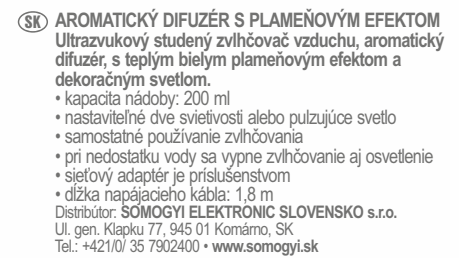 SK AROMATICKÝ DIFUZÉR S PLAMEŇOVÝM EFEKTOM
Ultrazvukový studený zvlhčovač vzduchu, aromatický
difuzér, s teplým bielym plameňovým efektom a
dekoračným svetlom.
• kapacita nádoby: 200 ml
• nastaviteľné dve svietivosti alebo pulzujúce svetlo
• samostatné používanie zvlhčovania
• pri nedostatku vody sa vypne zvlhčovanie aj osvetlenie
• sieťový adaptér je príslušenstvom
• dĺžka napájacieho kábla: 1,8 m
Distribútor: SOMOGYI ELEKTRONIC SLOVENSKO s.r.o.
Ul. gen. Klapku 77, 945 01 Komárno, SK
Tel.: +421/0/ 35 7902400 • www.somogyi.sk